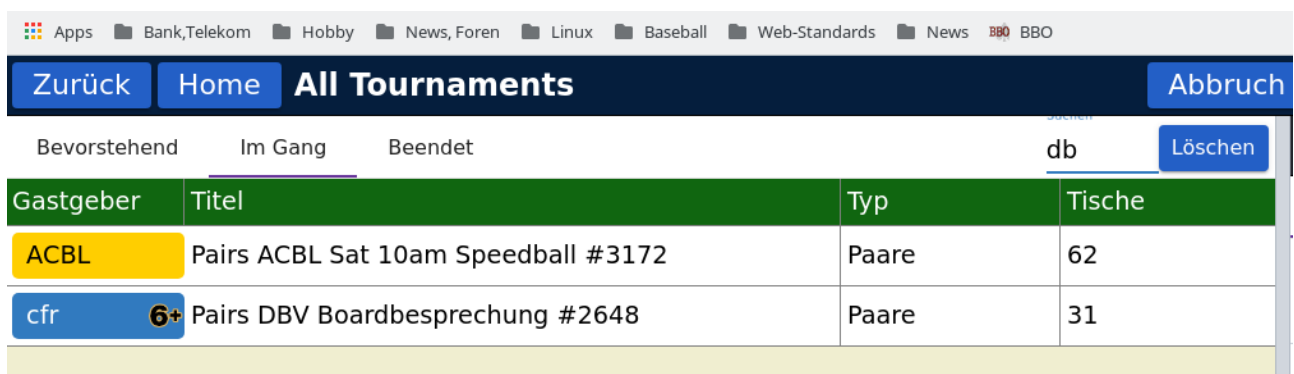 Apps Bank,Telekom Hobby News, Foren Linux Baseball Web-Standards News BBO BBO
Zurück Home All Tournaments Abbruch
Suchen
Bevorstehend Im Gang Beendet db Löschen
Gastgeber Titel Typ Tische
ACBL Pairs ACBL Sat 10am Speedball #3172 Paare 62
cfr 6+ Pairs DBV Boardbesprechung #2648 Paare 31